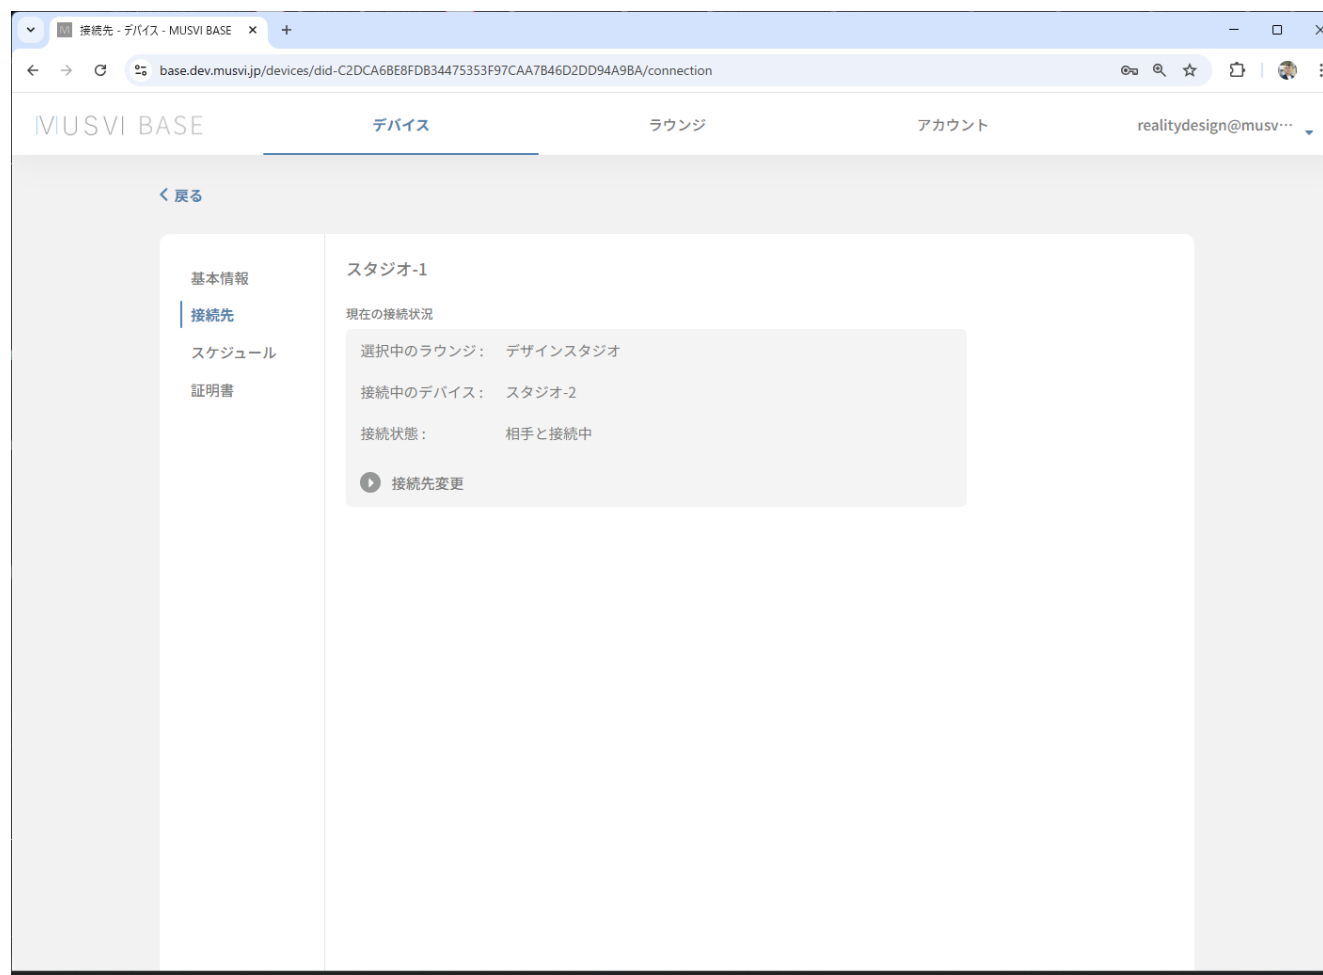 接続先 - デバイス - MUSVI BASE
base.dev.musvi.jp/devices/did-C2DCA6BE8FDB34475353F97CAA7B46D2DD94A9BA/connection
MUSVI BASE
デバイス
ラウンジ
アカウント
realitydesign@musv…
戻る
基本情報
接続先
スケジュール
証明書
スタジオ-1
現在の接続状況
選択中のラウンジ : デザインスタジオ
接続中のデバイス : スタジオ-2
接続状態 : 相手と接続中
接続先変更